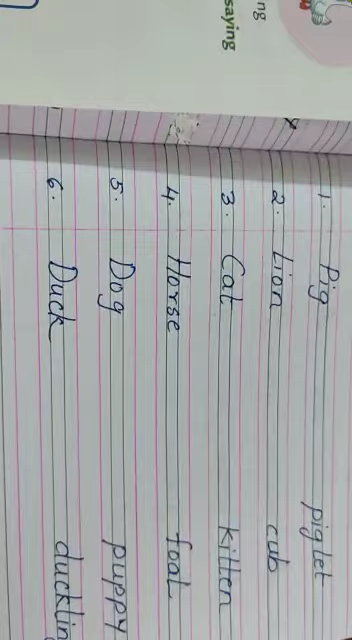 ng
saying
1. Pig piglet
2. Lion cub
3. Cat kitten
4. Horse foal
5. Dog puppy
6. Duck ducklin